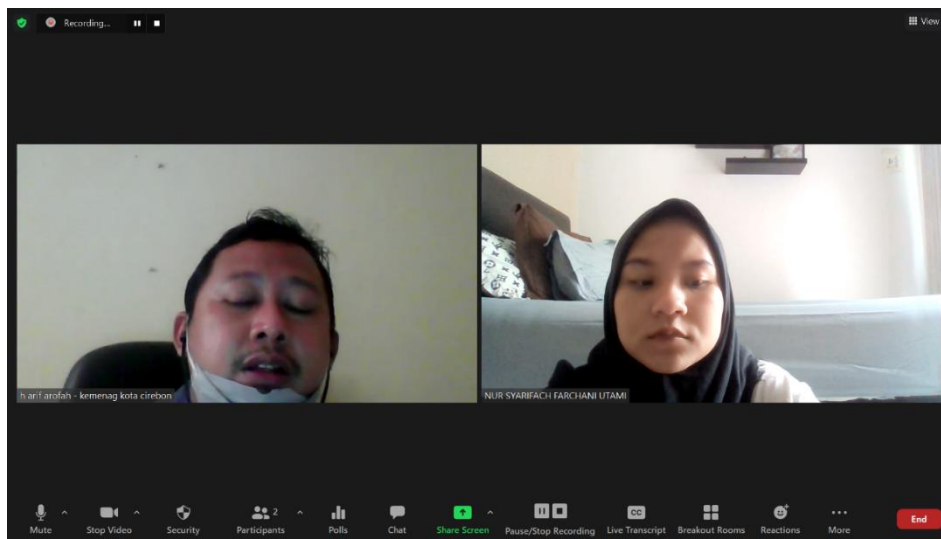 Recording...
View
h arif arofah - kemenag kota cirebon
NUR SYARIFACH FARCHANI UTAMI
Mute
Stop Video
Security
2
Participants
Polls
Chat
Share Screen
Pause/Stop Recording
CC
Live Transcript
Breakout Rooms
Reactions
More
End